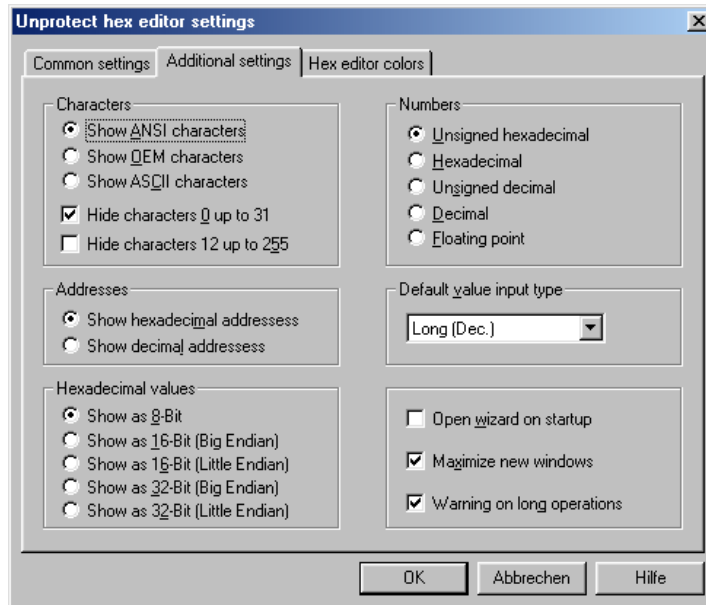 Unprotect hex editor settings
Common settings Additional settings Hex editor colors
Characters
Show ANSI characters
Show OEM characters
Show ASCII characters
Hide characters 0 up to 31
Hide characters 12 up to 255
Addresses
Show hexadecimal addressess
Show decimal addressess
Hexadecimal values
Show as 8-Bit
Show as 16-Bit (Big Endian)
Show as 16-Bit (Little Endian)
Show as 32-Bit (Big Endian)
Show as 32-Bit (Little Endian)
Numbers
Unsigned hexadecimal
Hexadecimal
Unsigned decimal
Decimal
Floating point
Default value input type
Long (Dec.)
Open wizard on startup
Maximize new windows
Warning on long operations
OK Abbrechen Hilfe